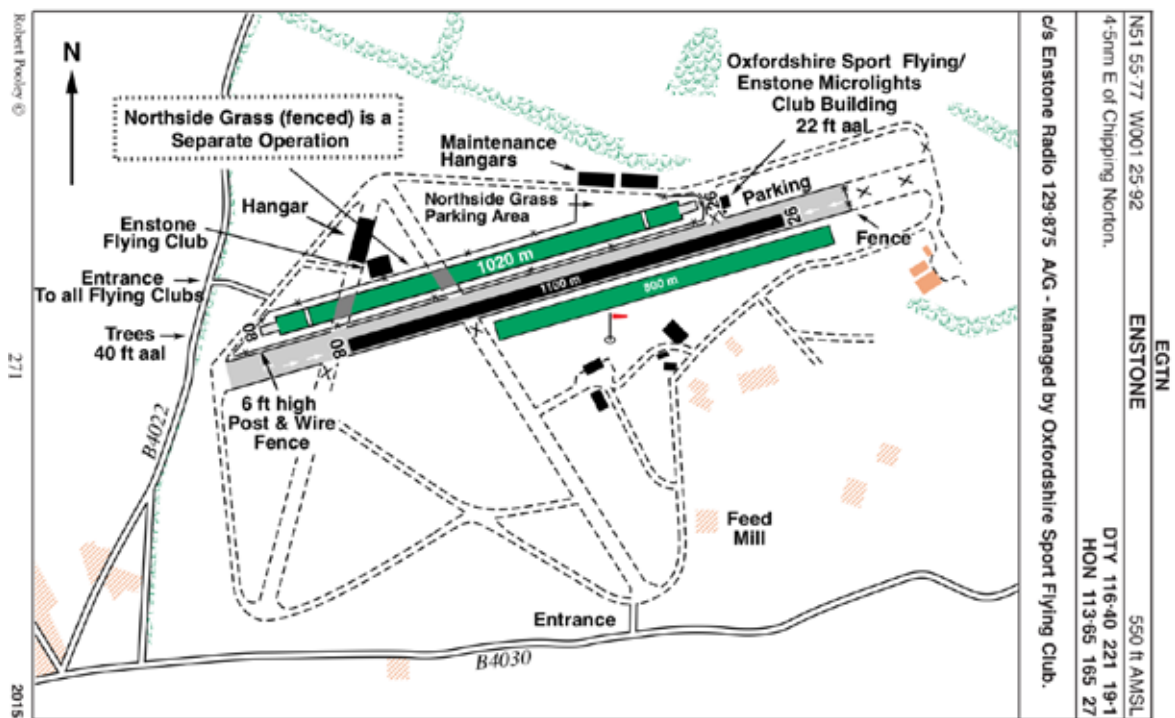 EGTN
ENSTONE
N51 55·77 W001 25·92
550 ft AMSL
4·5nm E of Chipping Norton.
DTY 116·40 221 19·1
HON 113·65 165 27
c/s Enstone Radio 129·875 A/G - Managed by Oxfordshire Sport Flying Club.
N
Northside Grass (fenced) is a
Separate Operation
Oxfordshire Sport Flying/
Enstone Microlights
Club Building
22 ft aal
Maintenance
Hangars
Northside Grass
Parking Area
Parking
Hangar
Enstone
Flying Club
Entrance
To all Flying Clubs
Trees
40 ft aal
Fence
26
26
1020 m
1100 m
800 m
08
08
6 ft high
Post & Wire
Fence
B4022
Feed
Mill
Entrance
B4030
Robert Pooley ©
271
2015